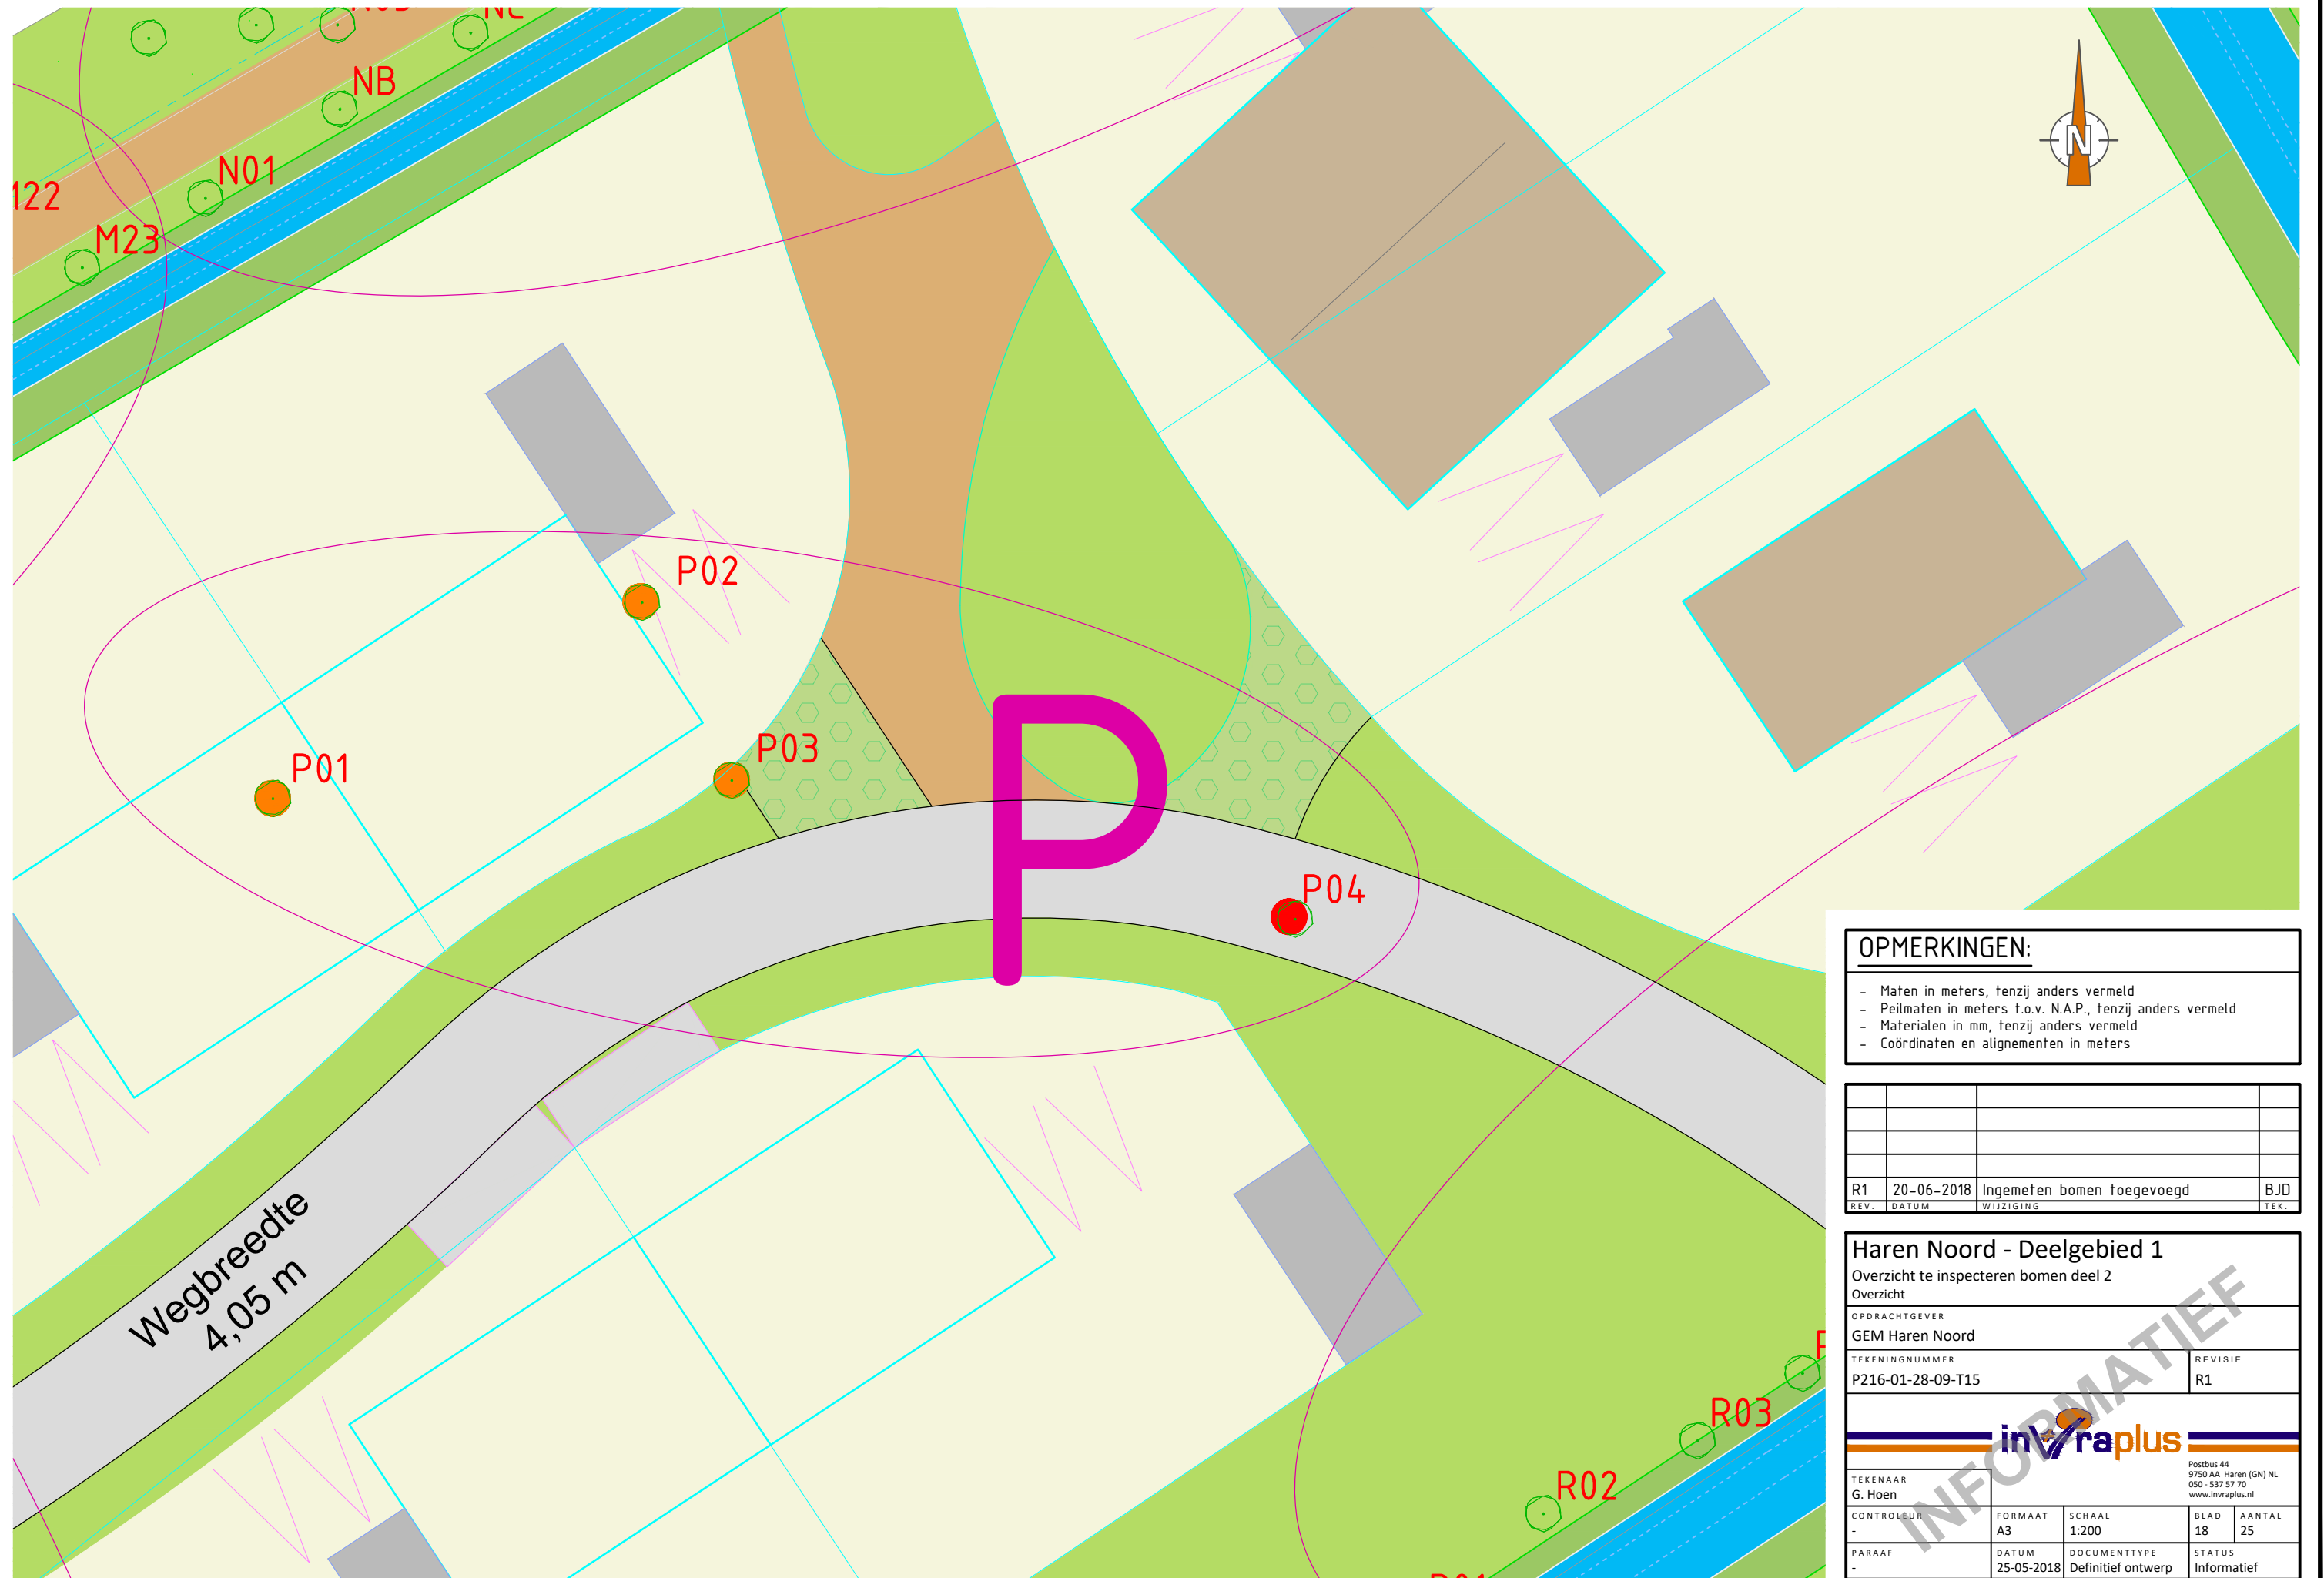 NB
N01
M23
P02
P03
P01
P
P04
Wegbreedte
4,05 m
R03
R02
N
OPMERKINGEN:
- Maten in meters, tenzij anders vermeld
- Peilmaten in meters t.o.v. N.A.P., tenzij anders vermeld
- Materialen in mm, tenzij anders vermeld
- Coördinaten en alignementen in meters
R1 20-06-2018 Ingemeten bomen toegevoegd BJD
REV. DATUM WIJZIGING TEK.
Haren Noord - Deelgebied 1
Overzicht te inspecteren bomen deel 2
Overzicht
OPDRACHTGEVER
GEM Haren Noord
TEKENINGNUMMER REVISIE
P216-01-28-09-T15 R1
invraplus
Postbus 44
9750 AA Haren (GN) NL
050 - 537 57 70
www.invraplus.nl
TEKENAAR
G. Hoen
CONTROLEUR FORMAAT SCHAAL BLAD AANTAL
- A3 1:200 18 25
PARAAF DATUM DOCUMENTTYPE STATUS
- 25-05-2018 Definitief ontwerp Informatief
INFORMATIEF